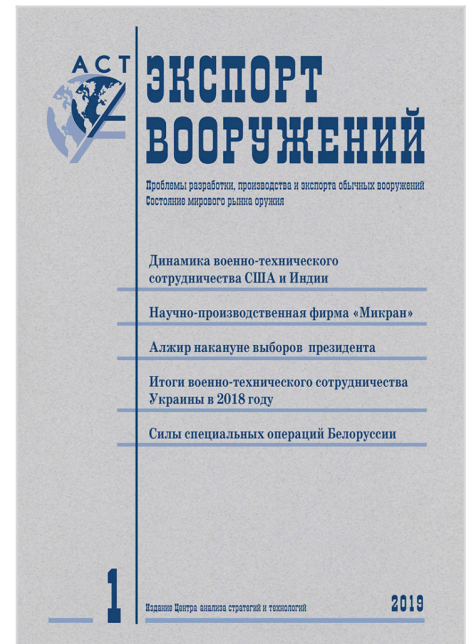 АСТ
ЭКСПОРТ
ВООРУЖЕНИЙ
Проблемы разработки, производства и экспорта обычных вооружений
Состояние мирового рынка оружия
Динамика военно-технического
сотрудничества США и Индии
Научно-производственная фирма «Микран»
Алжир накануне выборов президента
Итоги военно-технического сотрудничества
Украины в 2018 году
Силы специальных операций Белоруссии
1
Издание Центра анализа стратегий и технологий
2019